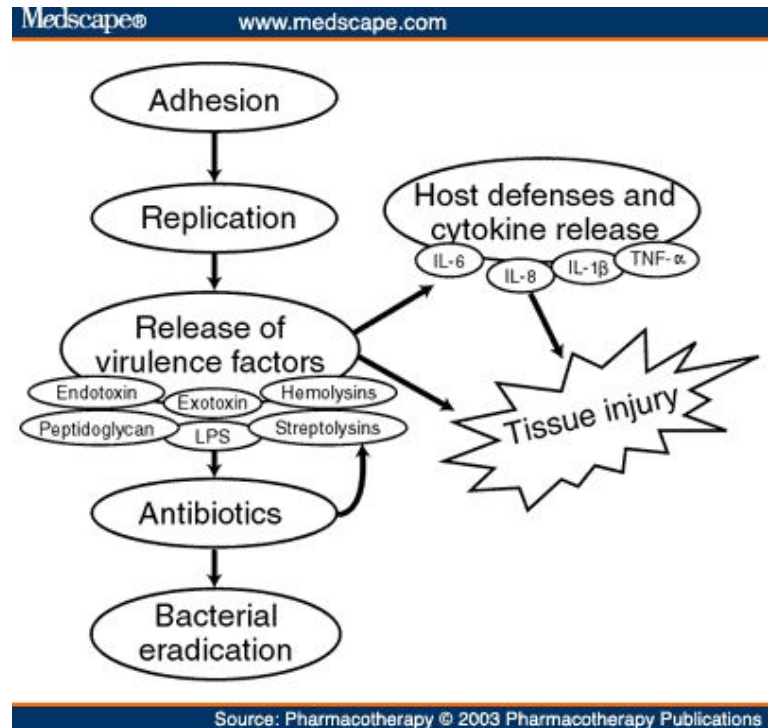 Medscape® www.medscape.com
Adhesion
Replication
Host defenses and
cytokine release
IL-6
IL-8
IL-1β
TNF-α
Release of
virulence factors
Endotoxin
Exotoxin
Hemolysins
Peptidoglycan
LPS
Streptolysins
Tissue injury
Antibiotics
Bacterial
eradication
Source: Pharmacotherapy © 2003 Pharmacotherapy Publications